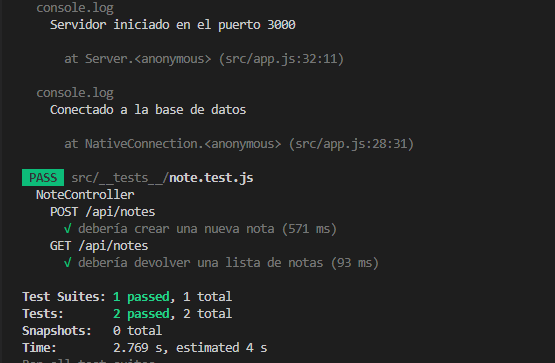 console.log
Servidor iniciado en el puerto 3000
at Server.<anonymous> (src/app.js:32:11)
console.log
Conectado a la base de datos
at NativeConnection.<anonymous> (src/app.js:28:31)
PASS src/__tests__/note.test.js
NoteController
POST /api/notes
√ debería crear una nueva nota (571 ms)
GET /api/notes
√ debería devolver una lista de notas (93 ms)
Test Suites: 1 passed, 1 total
Tests: 2 passed, 2 total
Snapshots: 0 total
Time: 2.769 s, estimated 4 s
Ran all test suites.